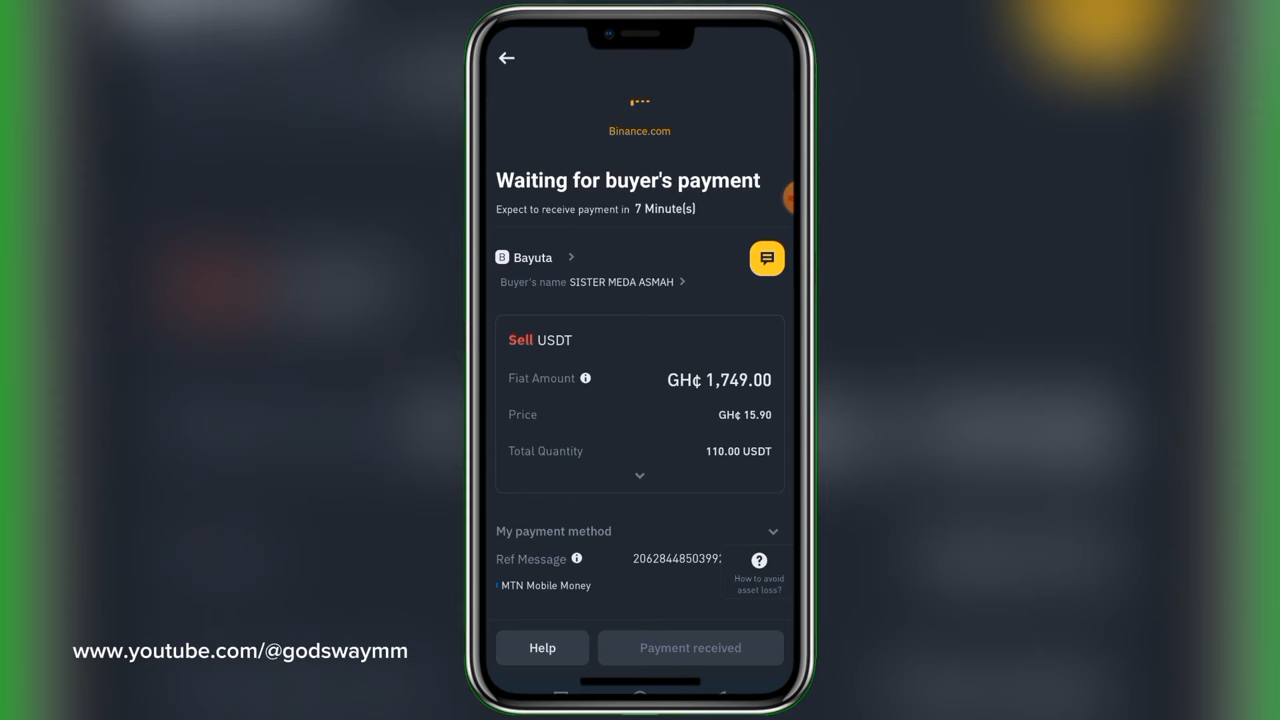 Binance.com
Waiting for buyer's payment
Expect to receive payment in 7 Minute(s)
B Bayuta
Buyer's name SISTER MEDA ASMAH
Sell USDT
Fiat Amount GH¢ 1,749.00
Price GH¢ 15.90
Total Quantity 110.00 USDT
My payment method
Ref Message 2062844850399
How to avoid
asset loss?
MTN Mobile Money
Help Payment received
www.youtube.com/@godswaymm